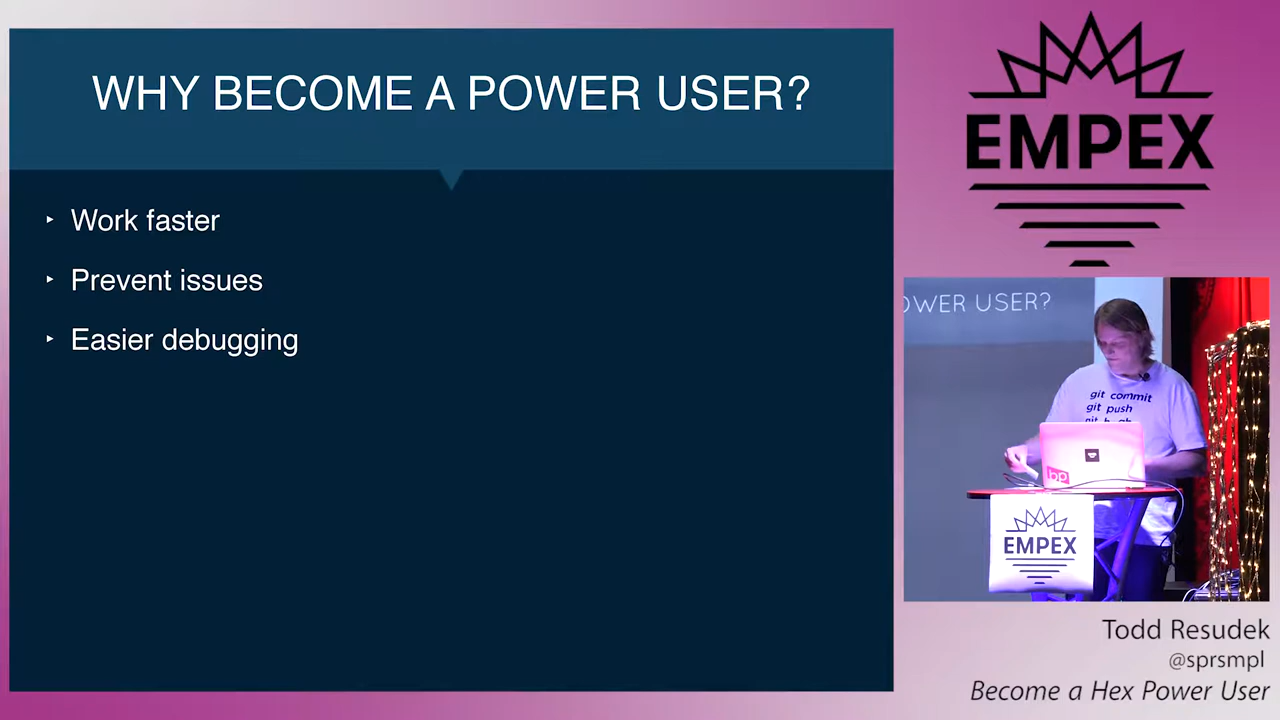 WHY BECOME A POWER USER?
▸ Work faster
▸ Prevent issues
▸ Easier debugging
EMPEX
OWER USER?
git commit
git push
bp
EMPEX
Todd Resudek
@sprsmpl
Become a Hex Power User